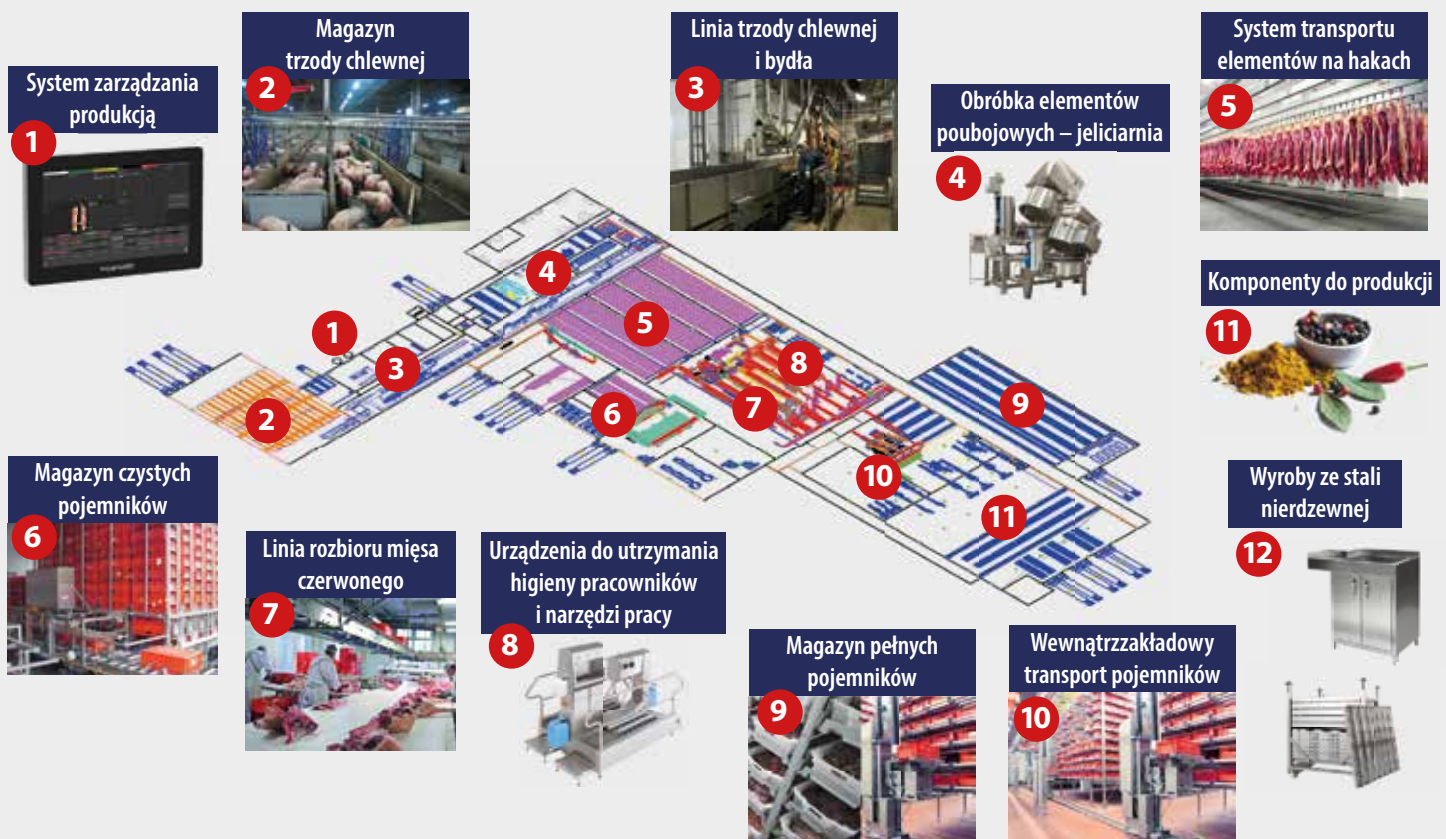 System zarządzania
produkcją
1
Magazyn
trzody chlewnej
2
Linia trzody chlewnej
i bydła
3
Obróbka elementów
poubojowych – jeliciarnia
4
System transportu
elementów na hakach
5
Komponenty do produkcji
11
Wyroby ze stali
nierdzewnej
12
1
2
3
4
5
6
7
8
9
10
11
Magazyn czystych
pojemników
6
Linia rozbioru mięsa
czerwonego
7
Urządzenia do utrzymania
higieny pracowników
i narzędzi pracy
8
Magazyn pełnych
pojemników
9
Wewnątrzzakładowy
transport pojemników
10